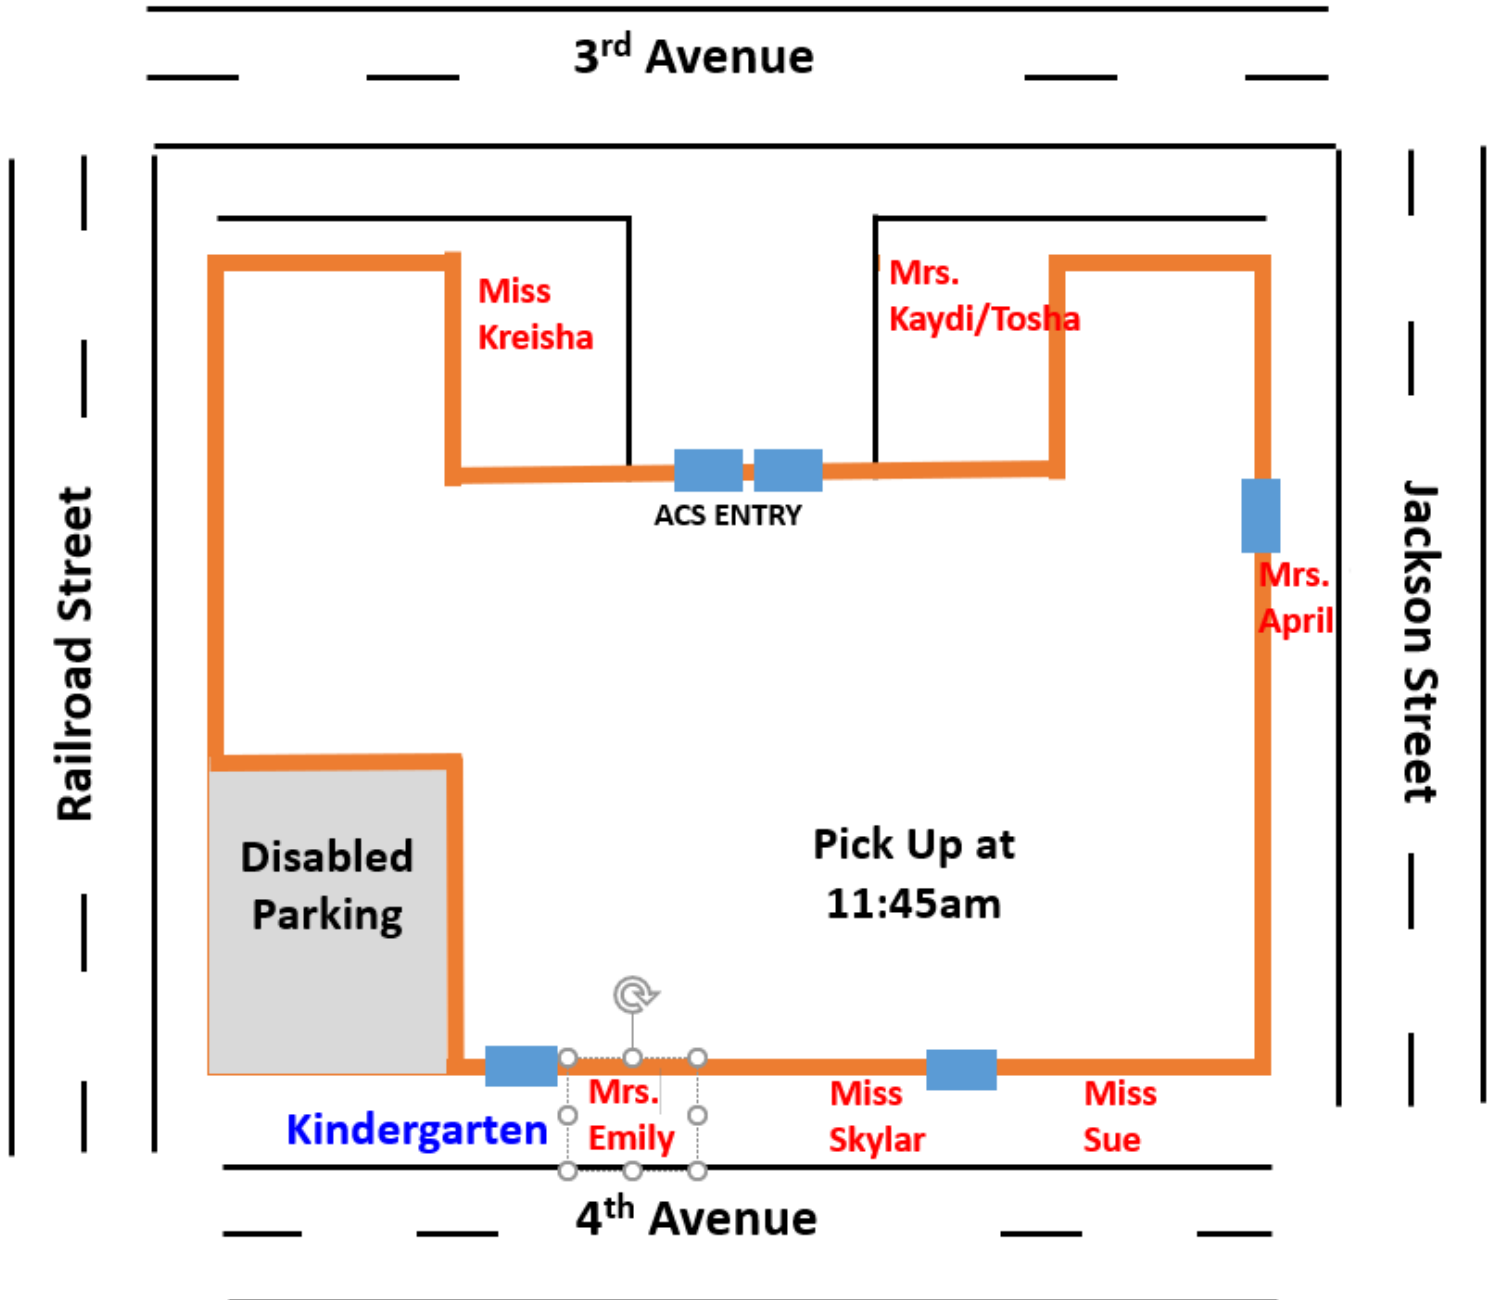 3rd Avenue
Miss
Kreisha
Mrs.
Kaydi/Tosha
ACS ENTRY
Mrs.
April
Railroad Street
Jackson Street
Disabled
Parking
Pick Up at
11:45am
Kindergarten
Mrs.
Emily
Miss
Skylar
Miss
Sue
4th Avenue